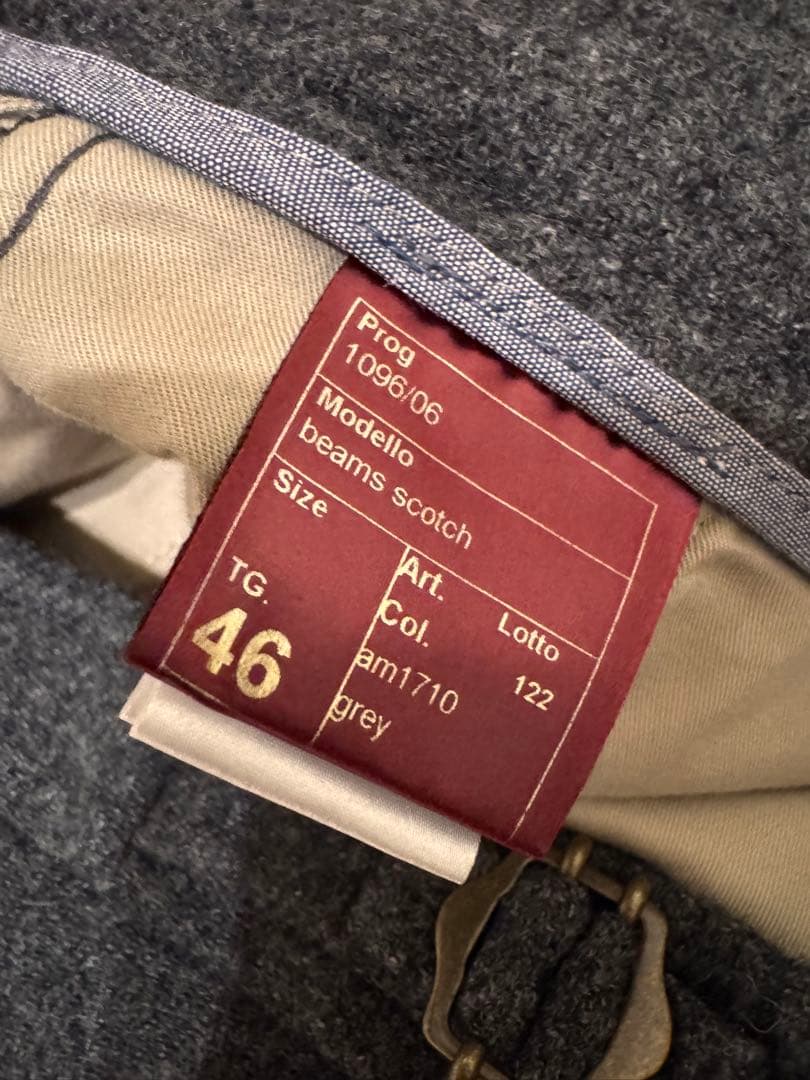 Prog
1096/06
Modello
beams scotch
Size
TG.
46
Art. Lotto
Col.
am1710 122
grey